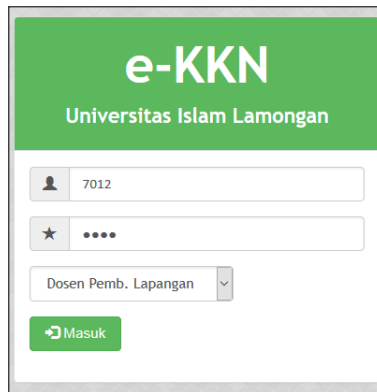 e-KKN
Universitas Islam Lamongan
7012
••••
Dosen Pemb. Lapangan
Masuk